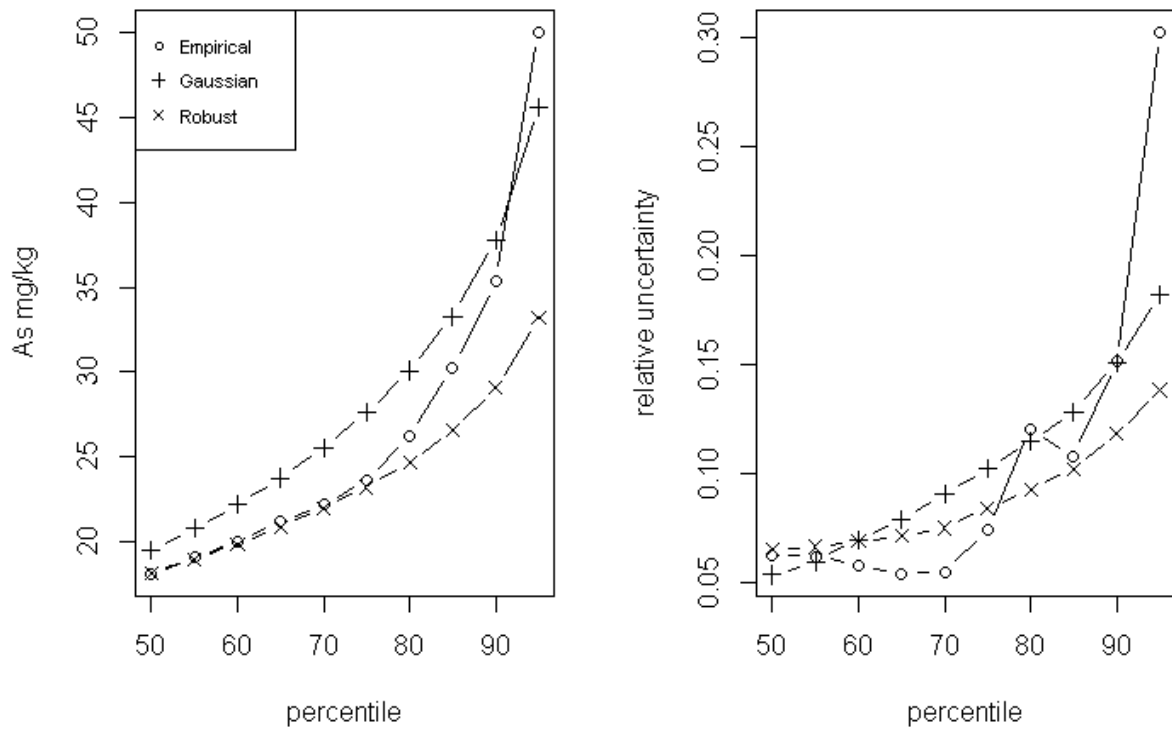 50
45
40
35
30
25
20
As mg/kg
Empirical
Gaussian
Robust
50 60 70 80 90
percentile
0.30
0.25
0.20
0.15
0.10
0.05
relative uncertainty
50 60 70 80 90
percentile